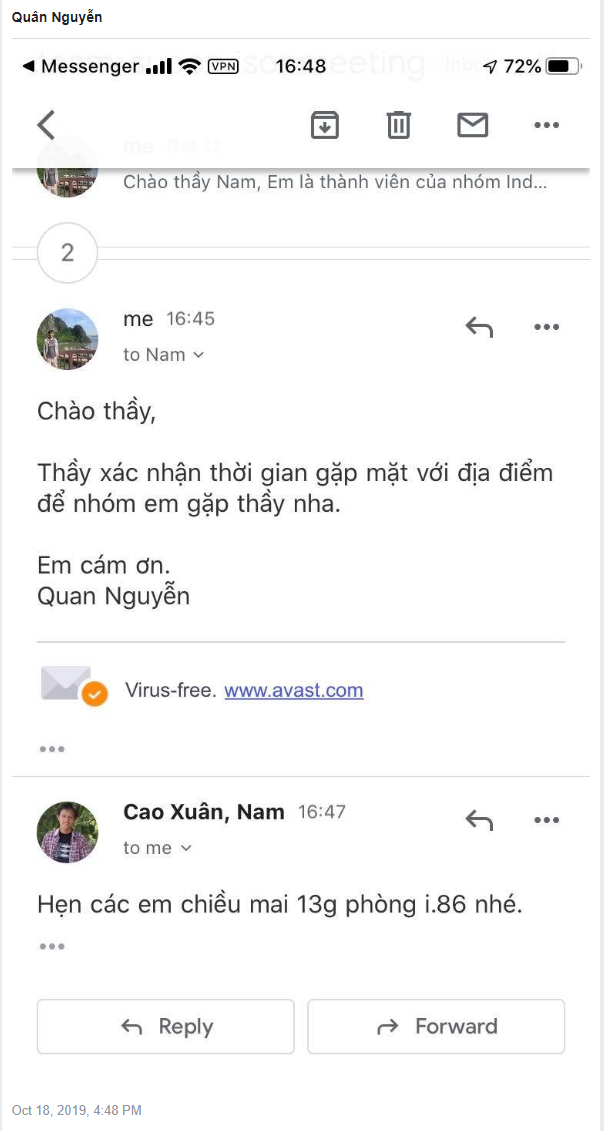 Quân Nguyễn
Messenger VPN 16:48 72%
me Oct 12
Chào thầy Nam, Em là thành viên của nhóm Ind...
2
me 16:45
to Nam
Chào thầy,
Thầy xác nhận thời gian gặp mặt với địa điểm
để nhóm em gặp thầy nha.
Em cám ơn.
Quan Nguyễn
Virus-free. www.avast.com
Cao Xuân, Nam 16:47
to me
Hẹn các em chiều mai 13g phòng i.86 nhé.
Reply Forward
Oct 18, 2019, 4:48 PM